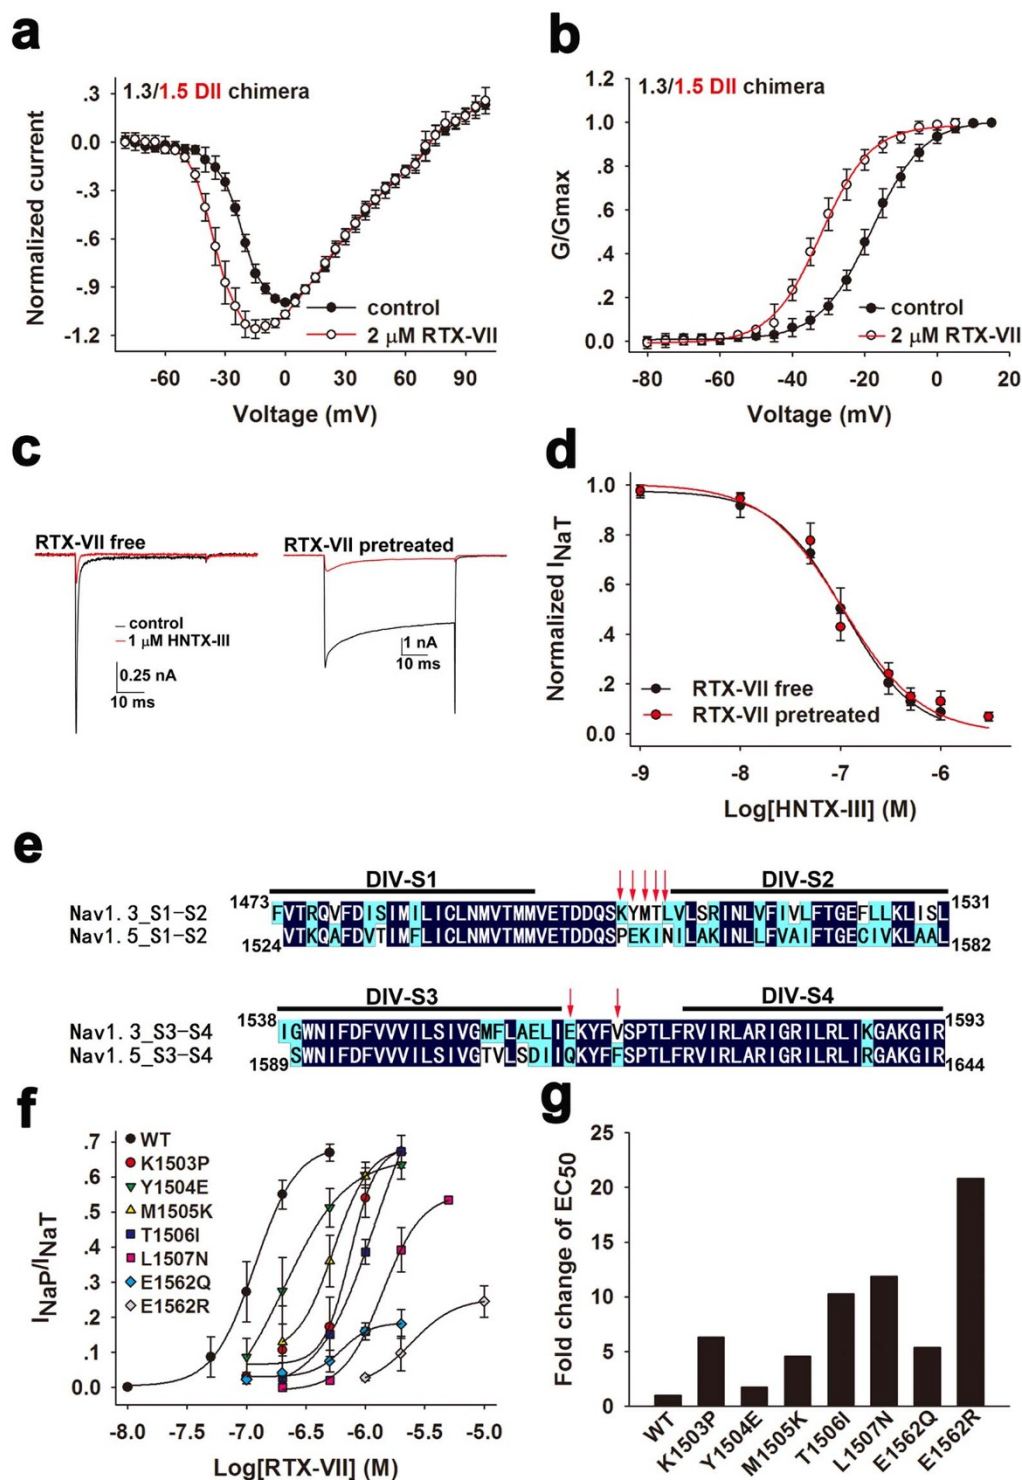 a
1.3/1.5 DII chimera
.3
0.0
-.3
-.6
-.9
-1.2
Normalized current
control
2 μM RTX-VII
-60 -30 0 30 60 90
Voltage (mV)
b
1.3/1.5 DII chimera
1.2
1.0
.8
.6
.4
.2
0.0
G/Gmax
control
2 μM RTX-VII
-80 -60 -40 -20 0 20
Voltage (mV)
c
RTX-VII free
control
1 μM HNTX-III
0.25 nA
10 ms
RTX-VII pretreated
1 nA
10 ms
d
1.0
.8
.6
.4
.2
0.0
Normalized INaT
RTX-VII free
RTX-VII pretreated
-9 -8 -7 -6
Log[HNTX-III] (M)
e
DIV-S1 DIV-S2
Nav1.3_S1-S2 1473 FVTRQVFDISIMILICLNMVTMMVETDDQSKYMTLVLSRINLVFIVLFTGEFLLKLISL 1531
Nav1.5_S1-S2 1524 VTKQAFDVTIMFLICLNMVTMMVETDDQSPEKINILAKINLLFVAIFTGECIVKLAAL 1582
DIV-S3 DIV-S4
Nav1.3_S3-S4 1538 IGWNIFDFVVVILSIVGMFLAELIEKYFVSPTLFRVIRLARIGRILRLIKGAKGIR 1593
Nav1.5_S3-S4 1589 SWNIFDFVVVILSIVGTVLSDIIQKYFFSPTLFRVIRLARIGRILRLIRGAKGIR 1644
f
.7
.6
.5
.4
.3
.2
.1
0.0
INaP/INaT
WT
K1503P
Y1504E
M1505K
T1506I
L1507N
E1562Q
E1562R
-8.0 -7.5 -7.0 -6.5 -6.0 -5.5 -5.0
Log[RTX-VII] (M)
g
25
20
15
10
5
0
Fold change of EC50
WT
K1503P
Y1504E
M1505K
T1506I
L1507N
E1562Q
E1562R